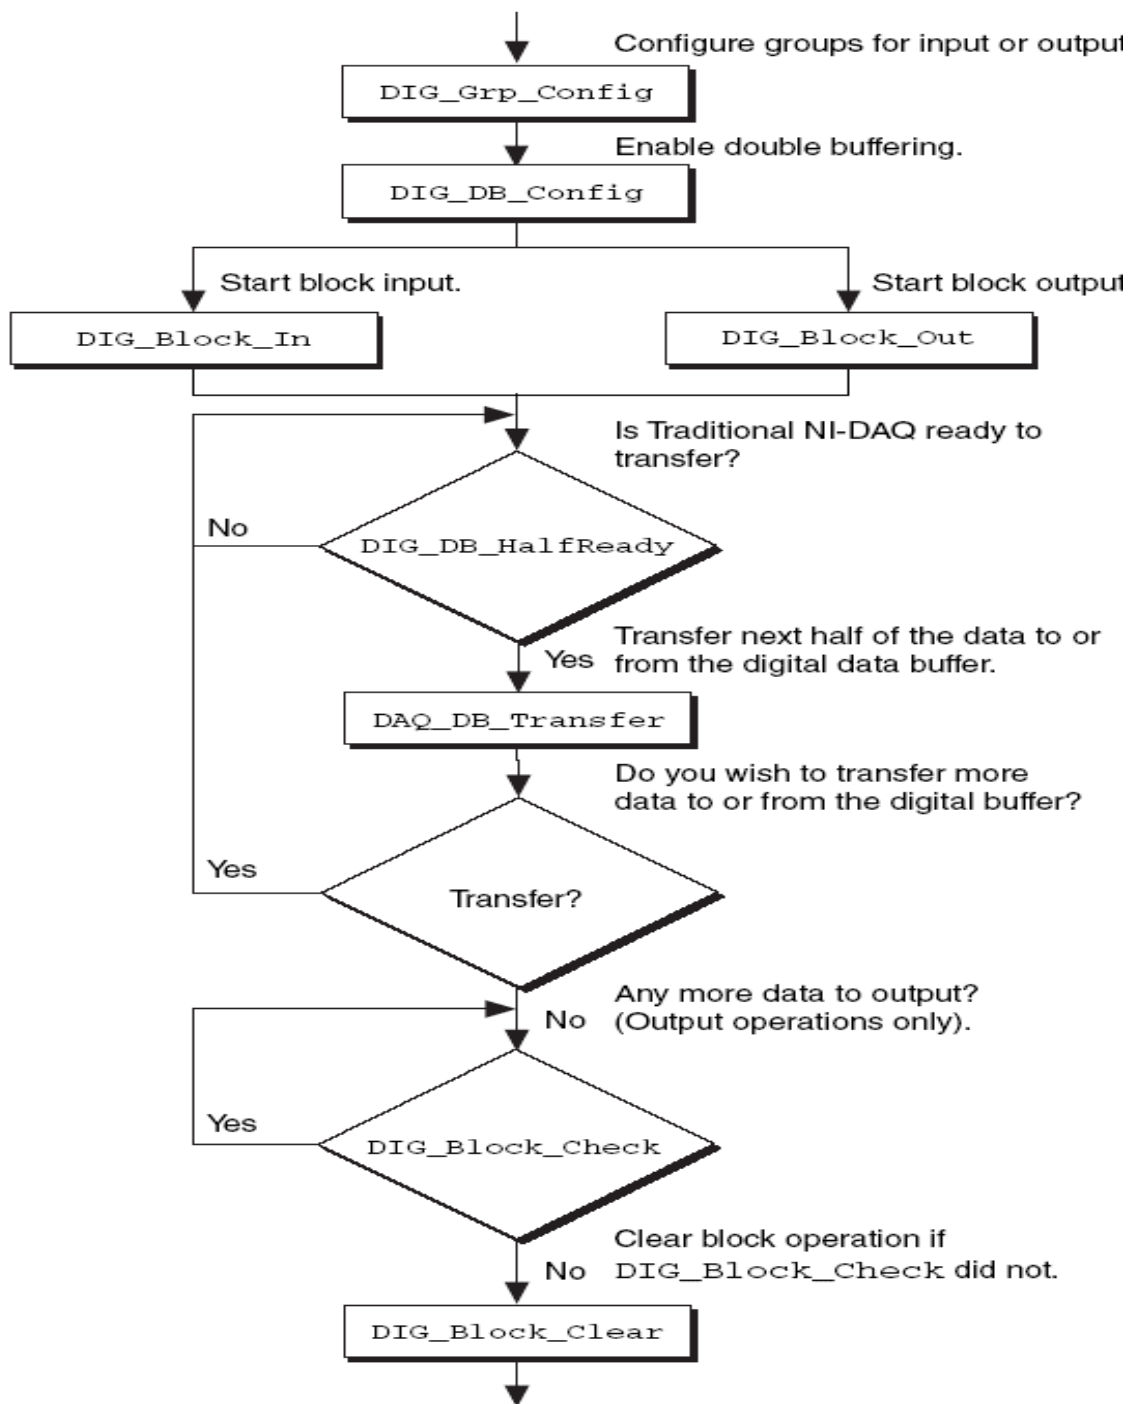 Configure groups for input or output
DIG_Grp_Config
Enable double buffering.
DIG_DB_Config
Start block input.
Start block output
DIG_Block_In
DIG_Block_Out
Is Traditional NI-DAQ ready to
transfer?
No
DIG_DB_HalfReady
Transfer next half of the data to or
from the digital data buffer.
Yes
DAQ_DB_Transfer
Do you wish to transfer more
data to or from the digital buffer?
Yes
Transfer?
Any more data to output?
(Output operations only).
No
Yes
DIG_Block_Check
Clear block operation if
DIG_Block_Check did not.
No
DIG_Block_Clear